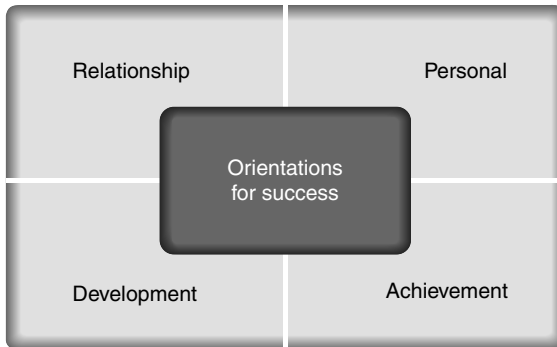 Relationship
Personal
Orientations
for success
Development
Achievement